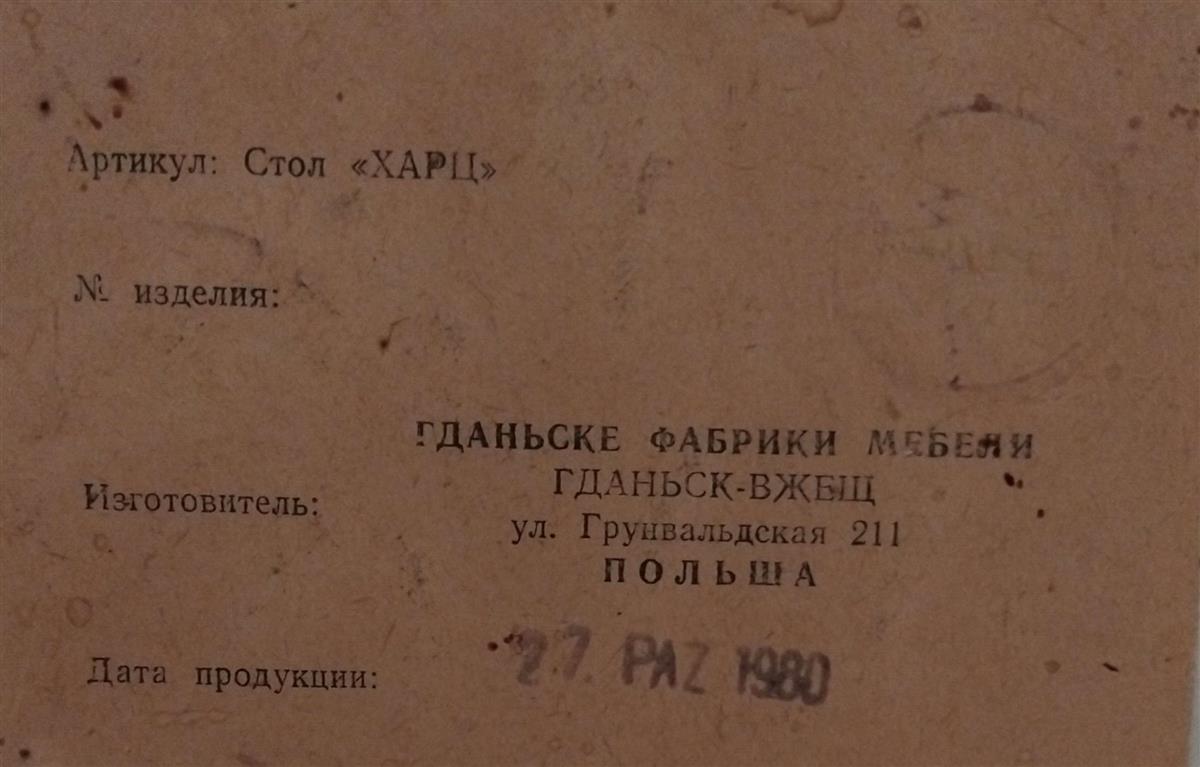 Артикул: Стол «ХАРЦ»
№ изделия:
ГДАНЬСКЕ ФАБРИКИ МЕБЕЛИ
ГДАНЬСК-ВЖЕЩ
Изготовитель:
ул. Грунвальдская 211
ПОЛЬША
Дата продукции: 27. PAZ 1980